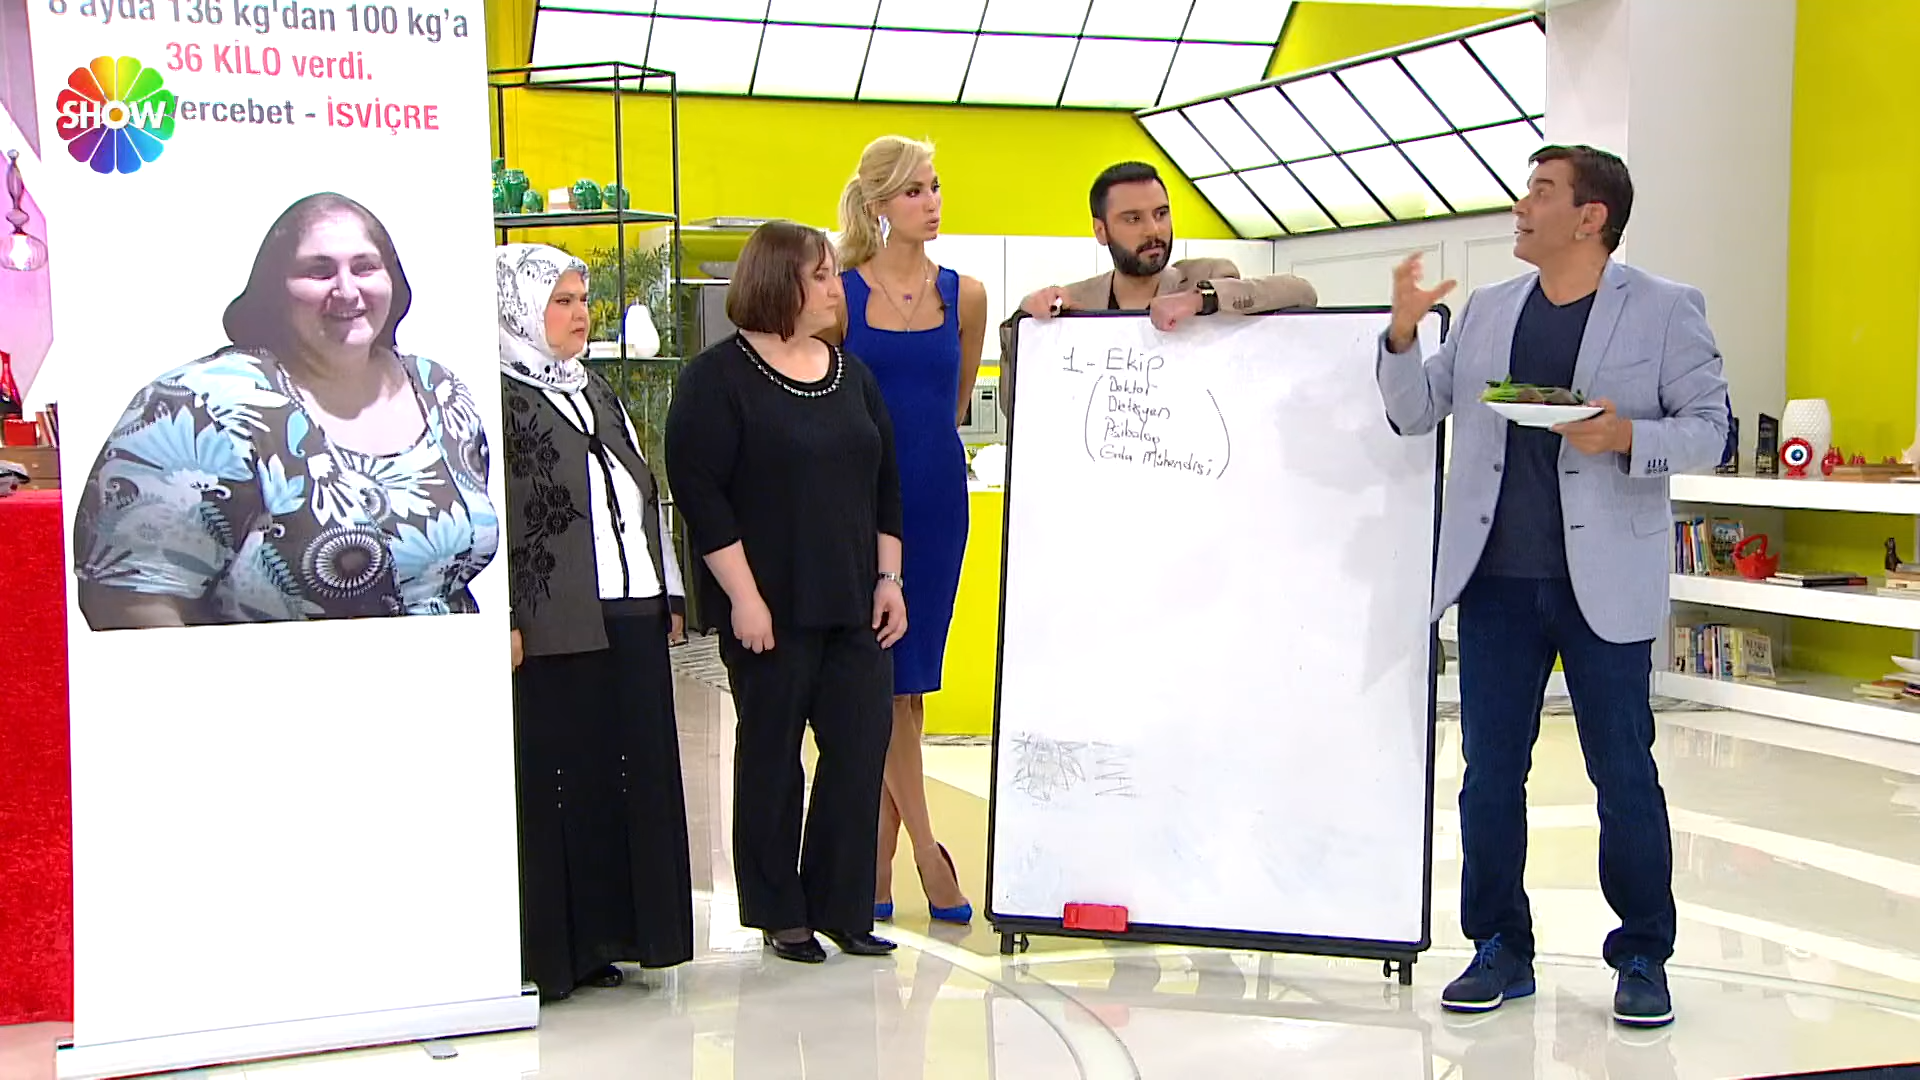 8 ayda 136 kg'dan 100 kg'a
36 KİLO verdi.
SHOW
ercebet - İSVİÇRE
1 - Ekip
Doktor
Diteşyen
Psikolog
Gıda Mühendisi